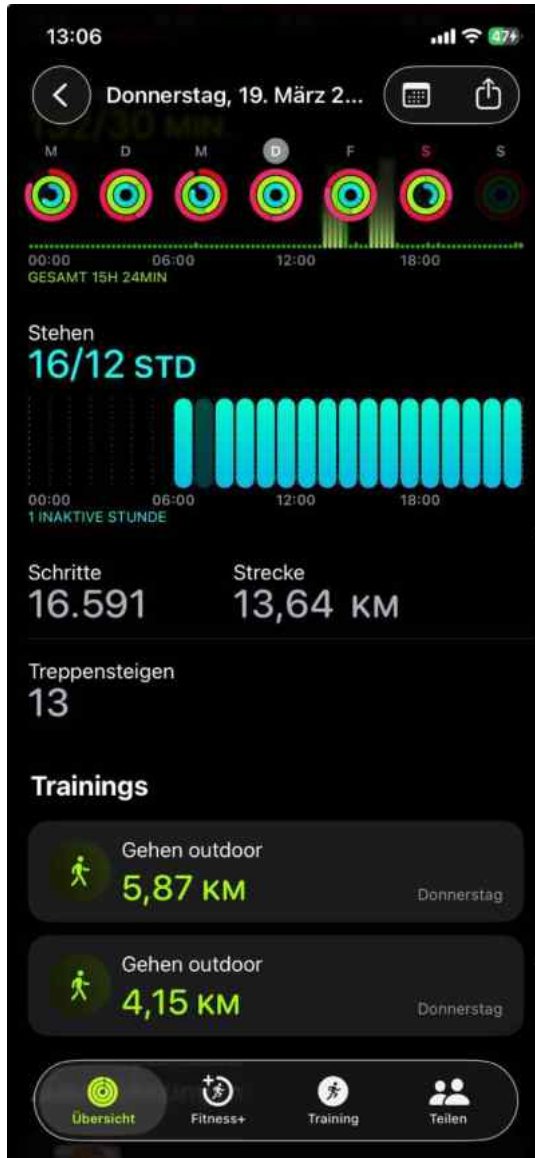 13:06
47
Donnerstag, 19. März 2...
132/30 MIN.
M D M D F S S
00:00 06:00 12:00 18:00
GESAMT 15H 24MIN
Stehen
16/12 STD
00:00 06:00 12:00 18:00
1 INAKTIVE STUNDE
Schritte Strecke
16.591 13,64 KM
Treppensteigen
13
Trainings
Gehen outdoor
5,87 KM Donnerstag
Gehen outdoor
4,15 KM Donnerstag
Übersicht Fitness+ Training Teilen